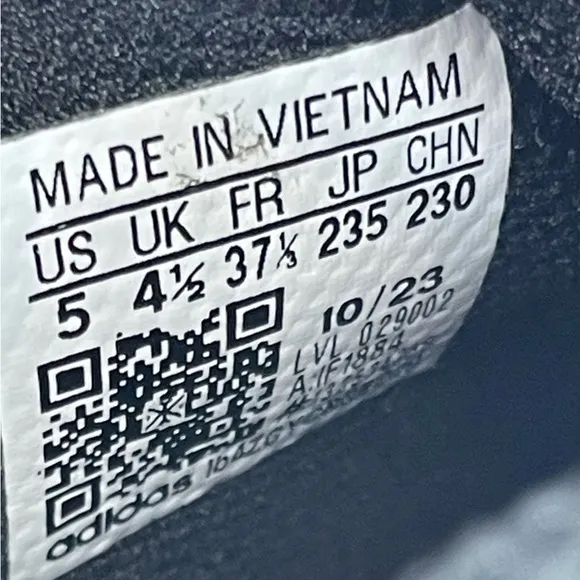 MADE IN VIETNAM
US UK FR JP CHN
5 4½ 37⅓ 235 230
10/23
LVL 029002
adidas